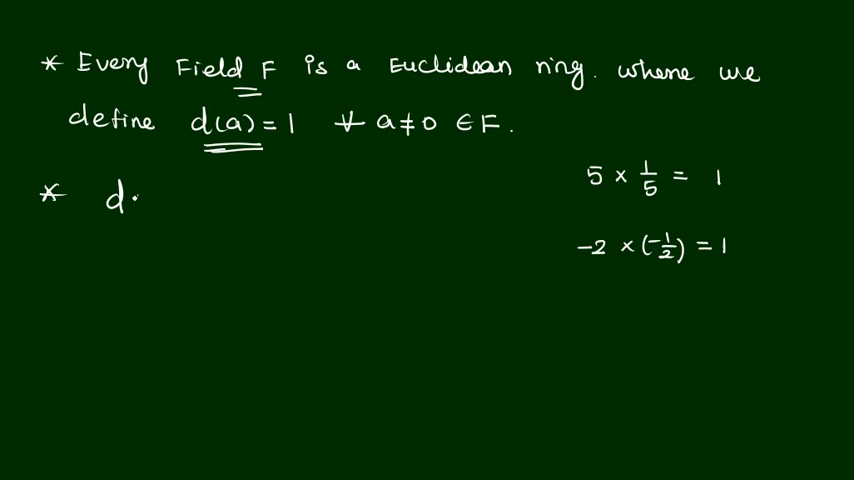 * Every Field F is a Euclidean ring. where we
define d(a) = 1 ∀ a ≠ 0 ∈ F.
5 × 1/5 = 1
* d.
-2 × (-1/2) = 1